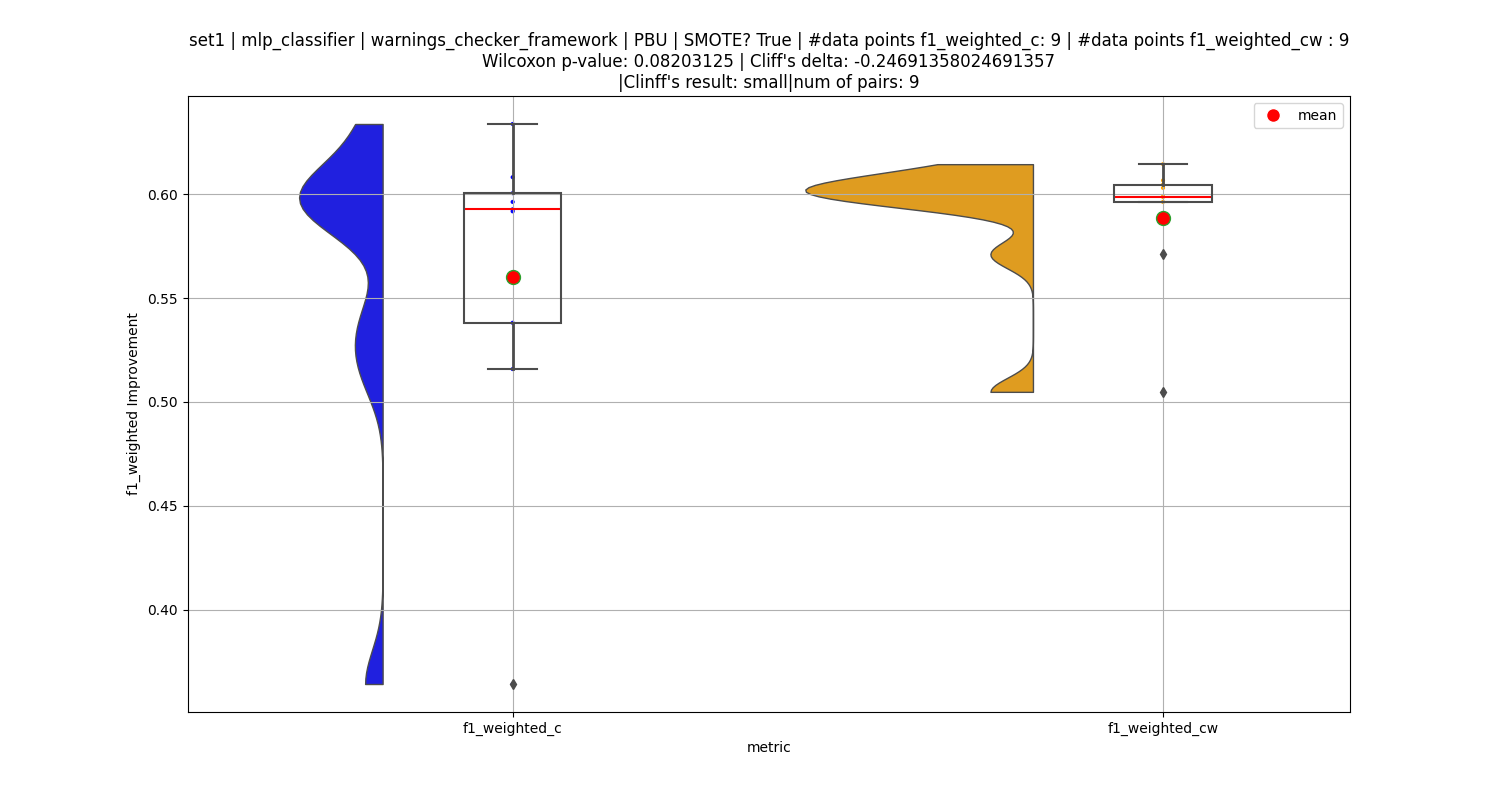 set1 | mlp_classifier | warnings_checker_framework | PBU | SMOTE? True | #data points f1_weighted_c: 9 | #data points f1_weighted_cw : 9
Wilcoxon p-value: 0.08203125 | Cliff's delta: -0.24691358024691357
|Clinff's result: small|num of pairs: 9
mean
0.60
0.55
0.50
0.45
0.40
f1_weighted Improvement
f1_weighted_c
f1_weighted_cw
metric